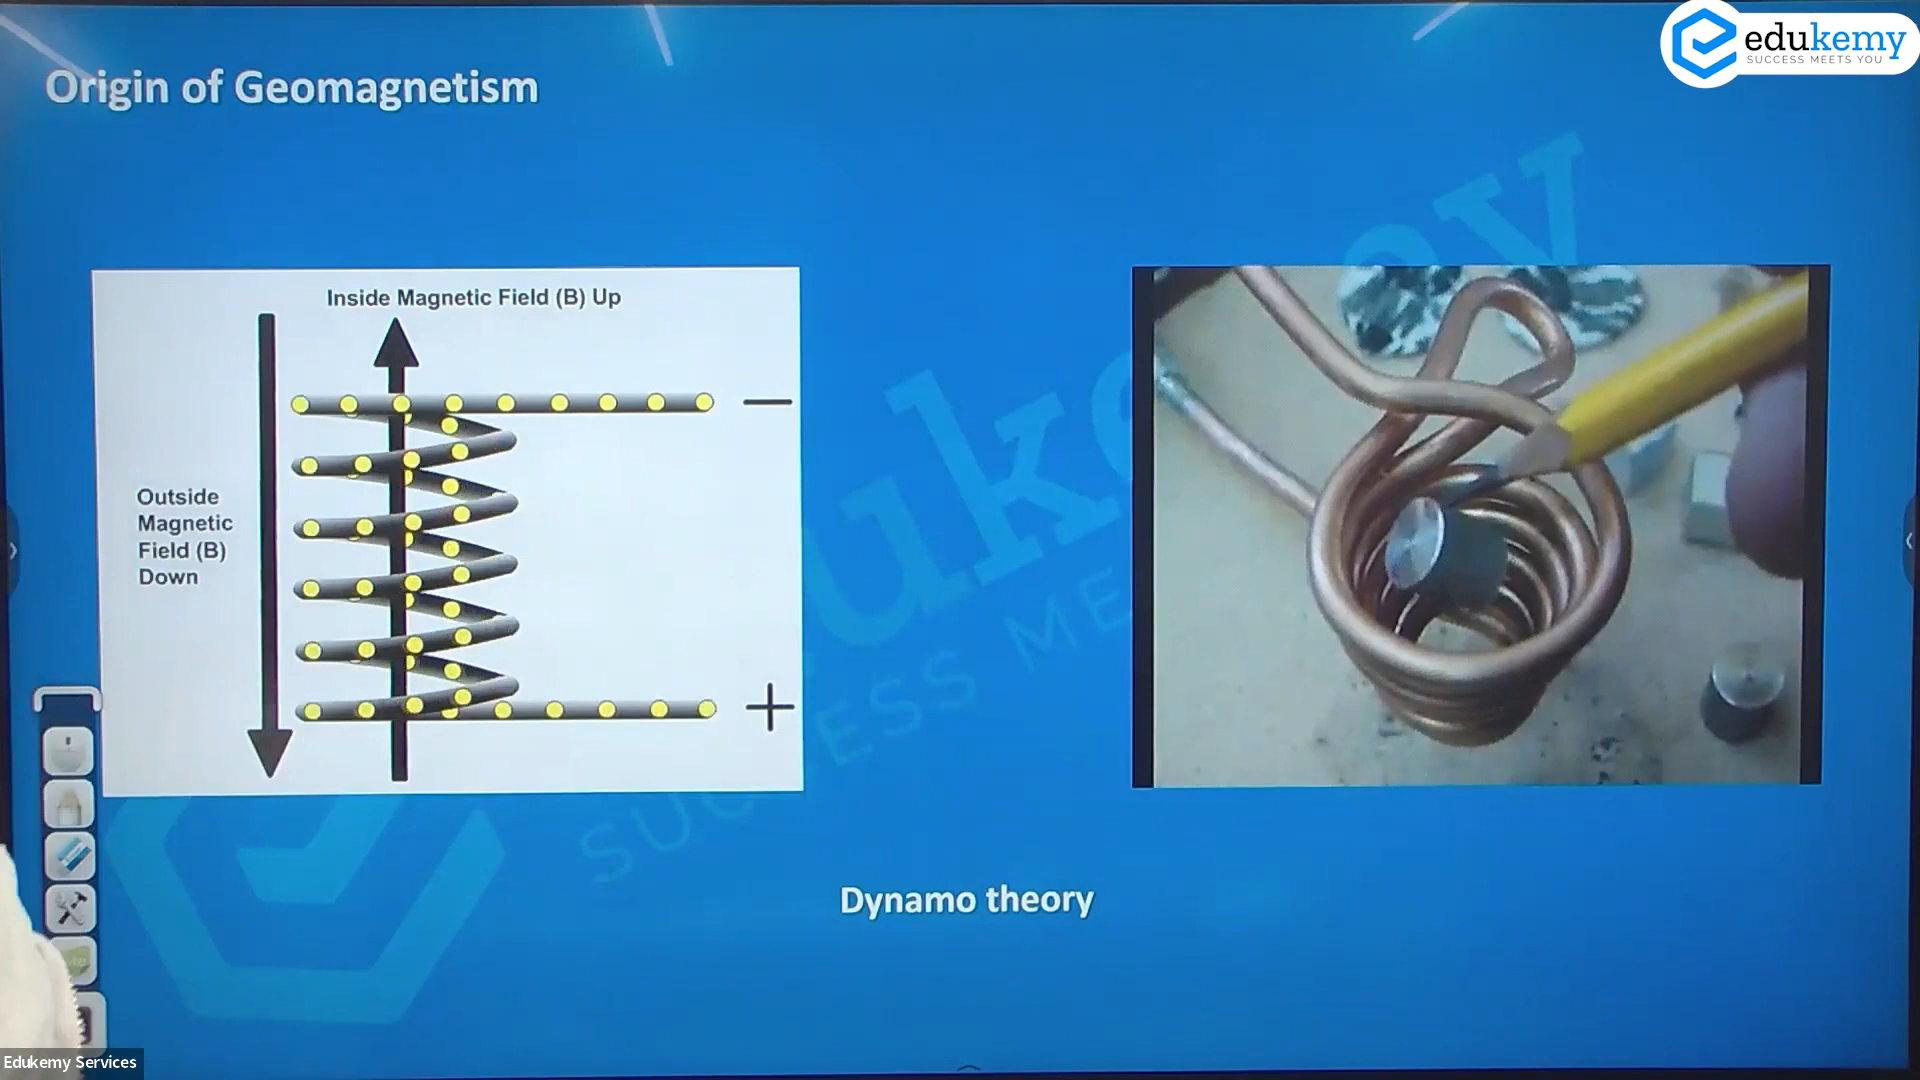 edukemy
SUCCESS MEETS YOU
Origin of Geomagnetism
Inside Magnetic Field (B) Up
−
Outside
Magnetic
Field (B)
Down
+
Dynamo theory
Edukemy Services